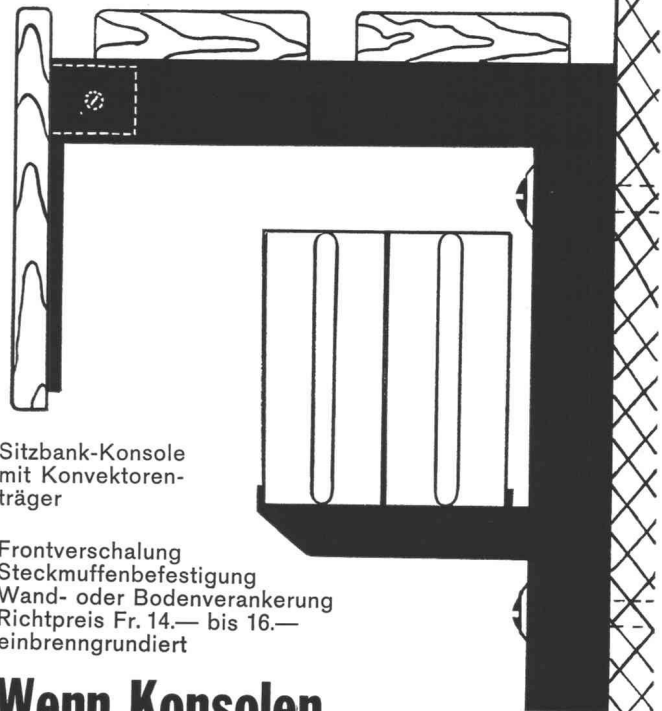 Sitzbank-Konsole
mit Konvektoren-
träger
Frontverschalung
Steckmuffenbefestigung
Wand- oder Bodenverankerung
Richtpreis Fr. 14.— bis 16.—
einbrenngrundiert
Wenn Konsolen